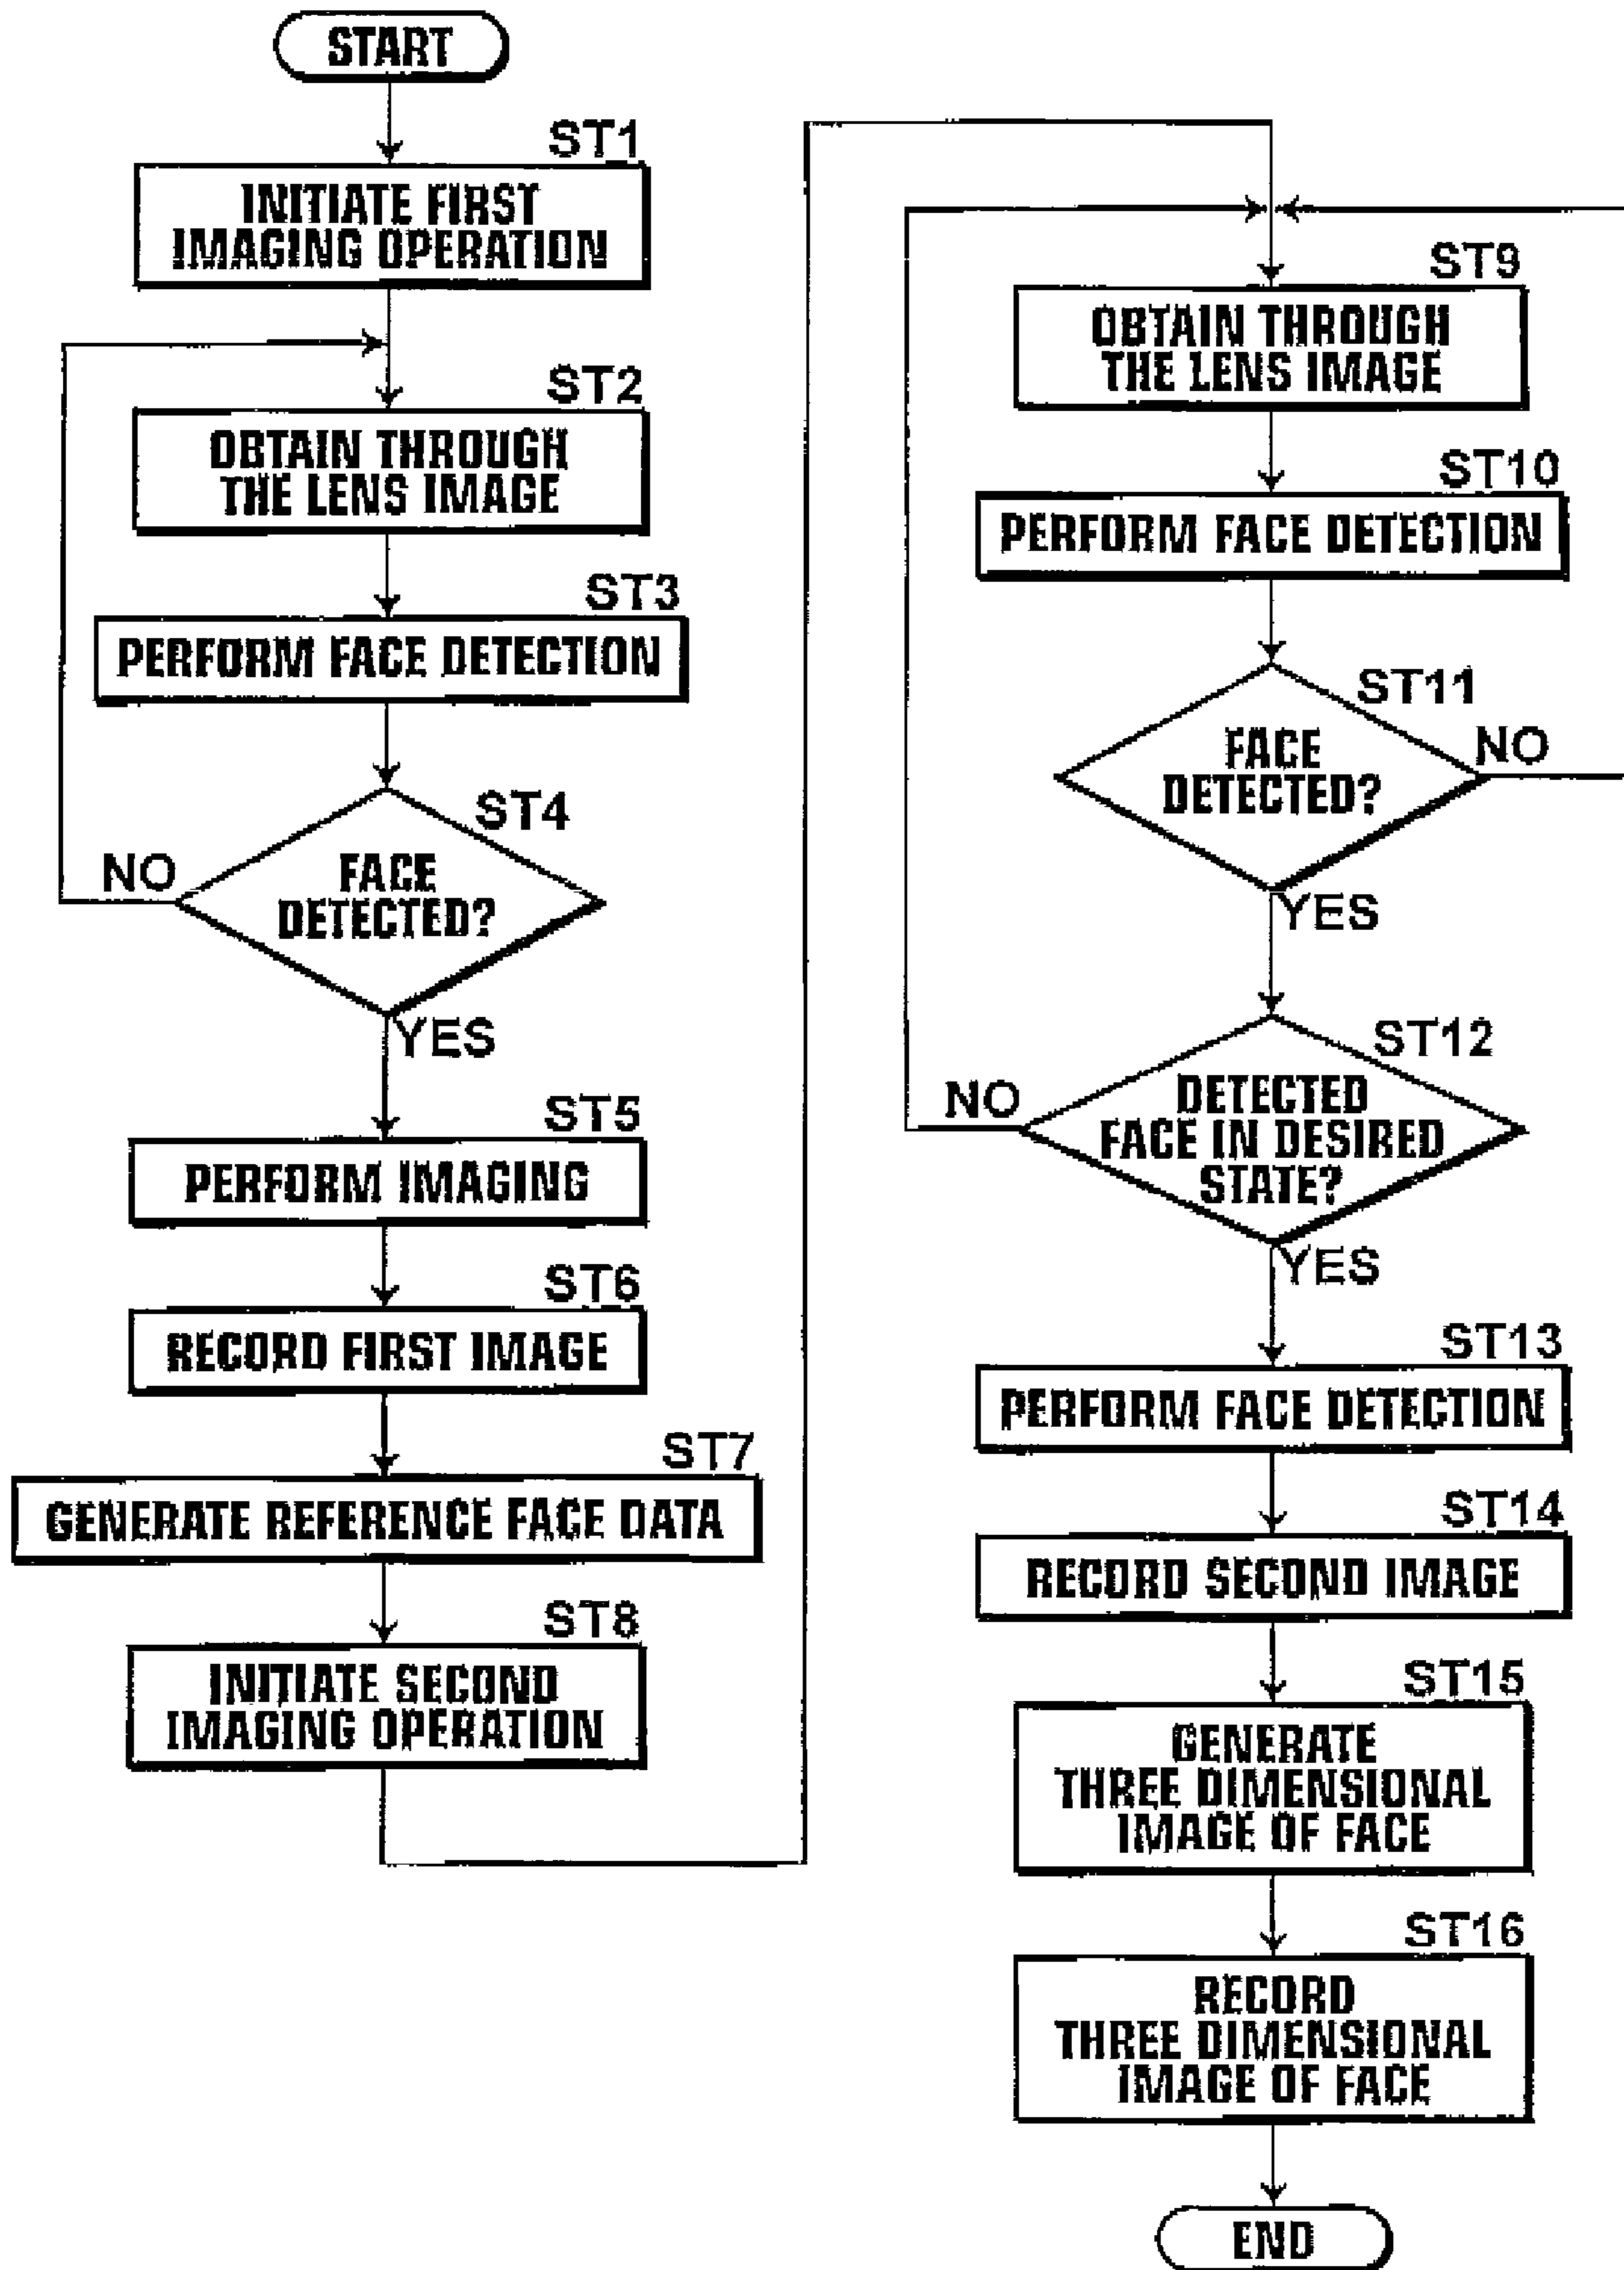 START
ST1
INITIATE FIRST
IMAGING OPERATION
ST2
OBTAIN THROUGH
THE LENS IMAGE
ST3
PERFORM FACE DETECTION
ST4
FACE
DETECTED?
NO
YES
ST5
PERFORM IMAGING
ST6
RECORD FIRST IMAGE
ST7
GENERATE REFERENCE FACE DATA
ST8
INITIATE SECOND
IMAGING OPERATION
ST9
OBTAIN THROUGH
THE LENS IMAGE
ST10
PERFORM FACE DETECTION
ST11
FACE
DETECTED?
NO
YES
ST12
DETECTED
FACE IN DESIRED
STATE?
NO
YES
ST13
PERFORM FACE DETECTION
ST14
RECORD SECOND IMAGE
ST15
GENERATE
THREE DIMENSIONAL
IMAGE OF FACE
ST16
RECORD
THREE DIMENSIONAL
IMAGE OF FACE
END